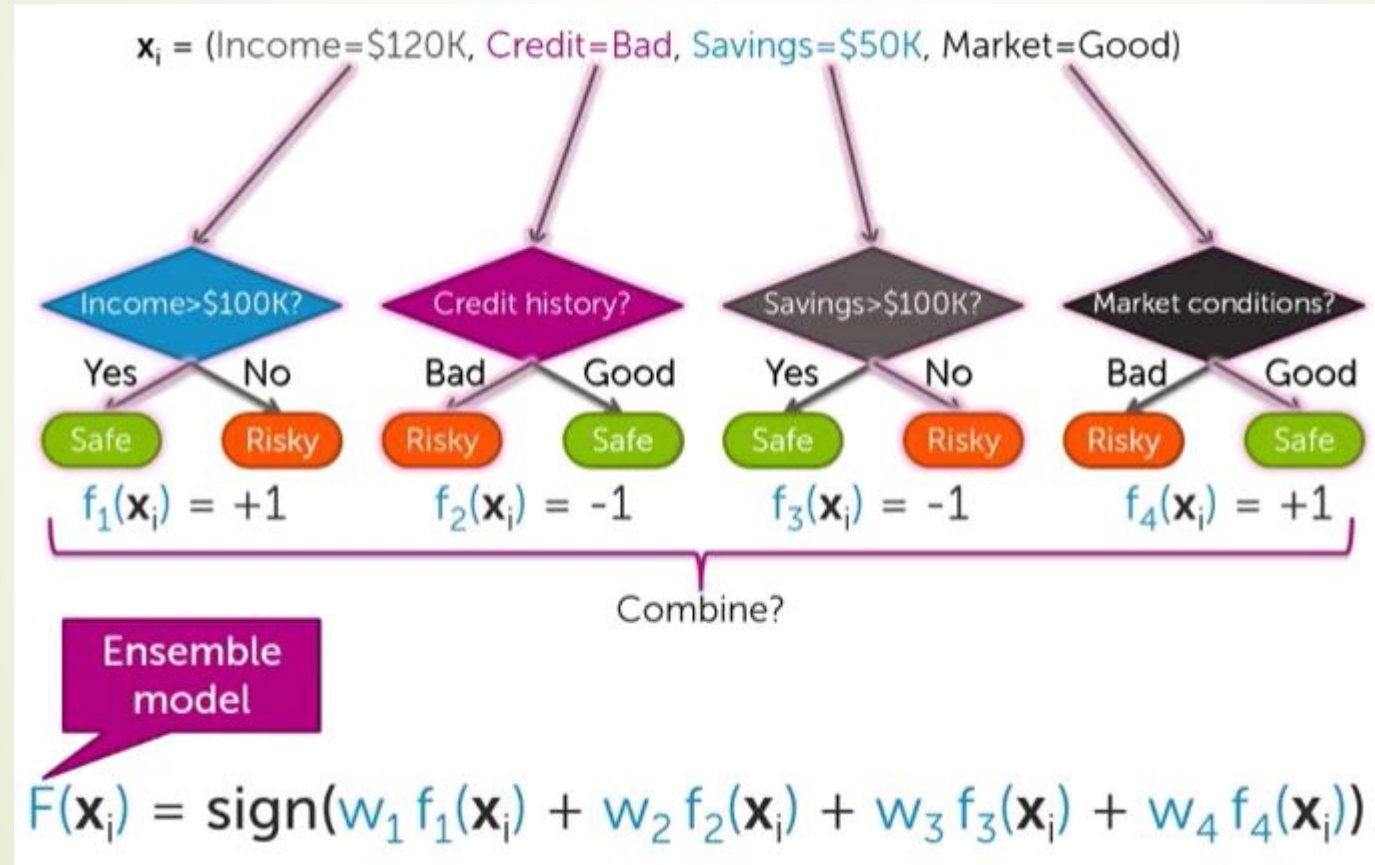 xᵢ = (Income=$120K, Credit=Bad, Savings=$50K, Market=Good)
Income>$100K? Credit history? Savings>$100K? Market conditions?
Yes No Bad Good Yes No Bad Good
Safe Risky Risky Safe Safe Risky Risky Safe
f₁(xᵢ) = +1 f₂(xᵢ) = -1 f₃(xᵢ) = -1 f₄(xᵢ) = +1
Combine?
Ensemble
model
F(xᵢ) = sign(w₁ f₁(xᵢ) + w₂ f₂(xᵢ) + w₃ f₃(xᵢ) + w₄ f₄(xᵢ))